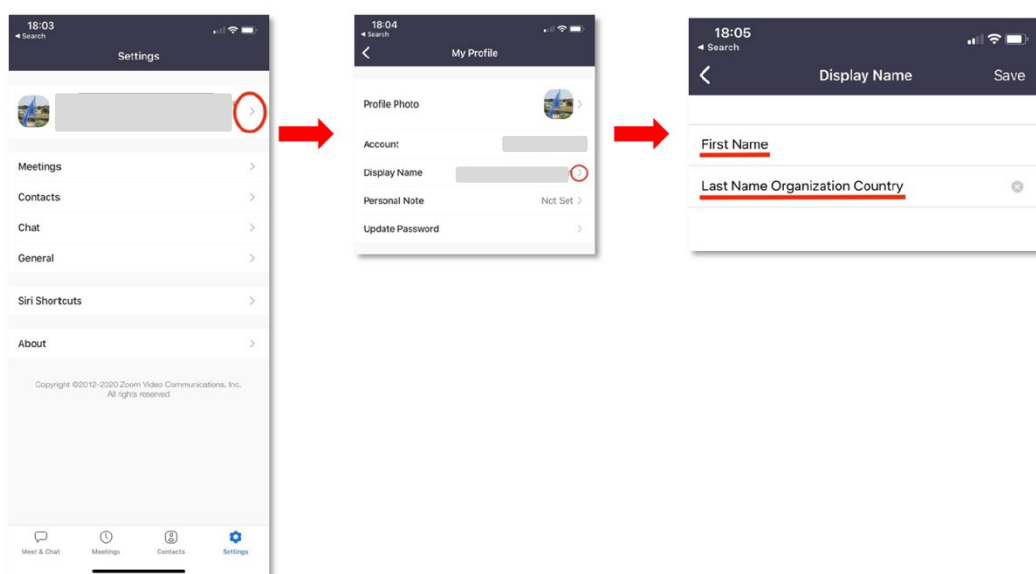 18:03
Search
Settings
Meetings
Contacts
Chat
General
Siri Shortcuts
About
Copyright ©2012-2020 Zoom Video Communications, Inc.
All rights reserved
Meet & Chat
Meetings
Contacts
Settings
18:04
Search
My Profile
Profile Photo
Account
Display Name
Personal Note Not Set
Update Password
18:05
Search
Display Name Save
First Name
Last Name Organization Country